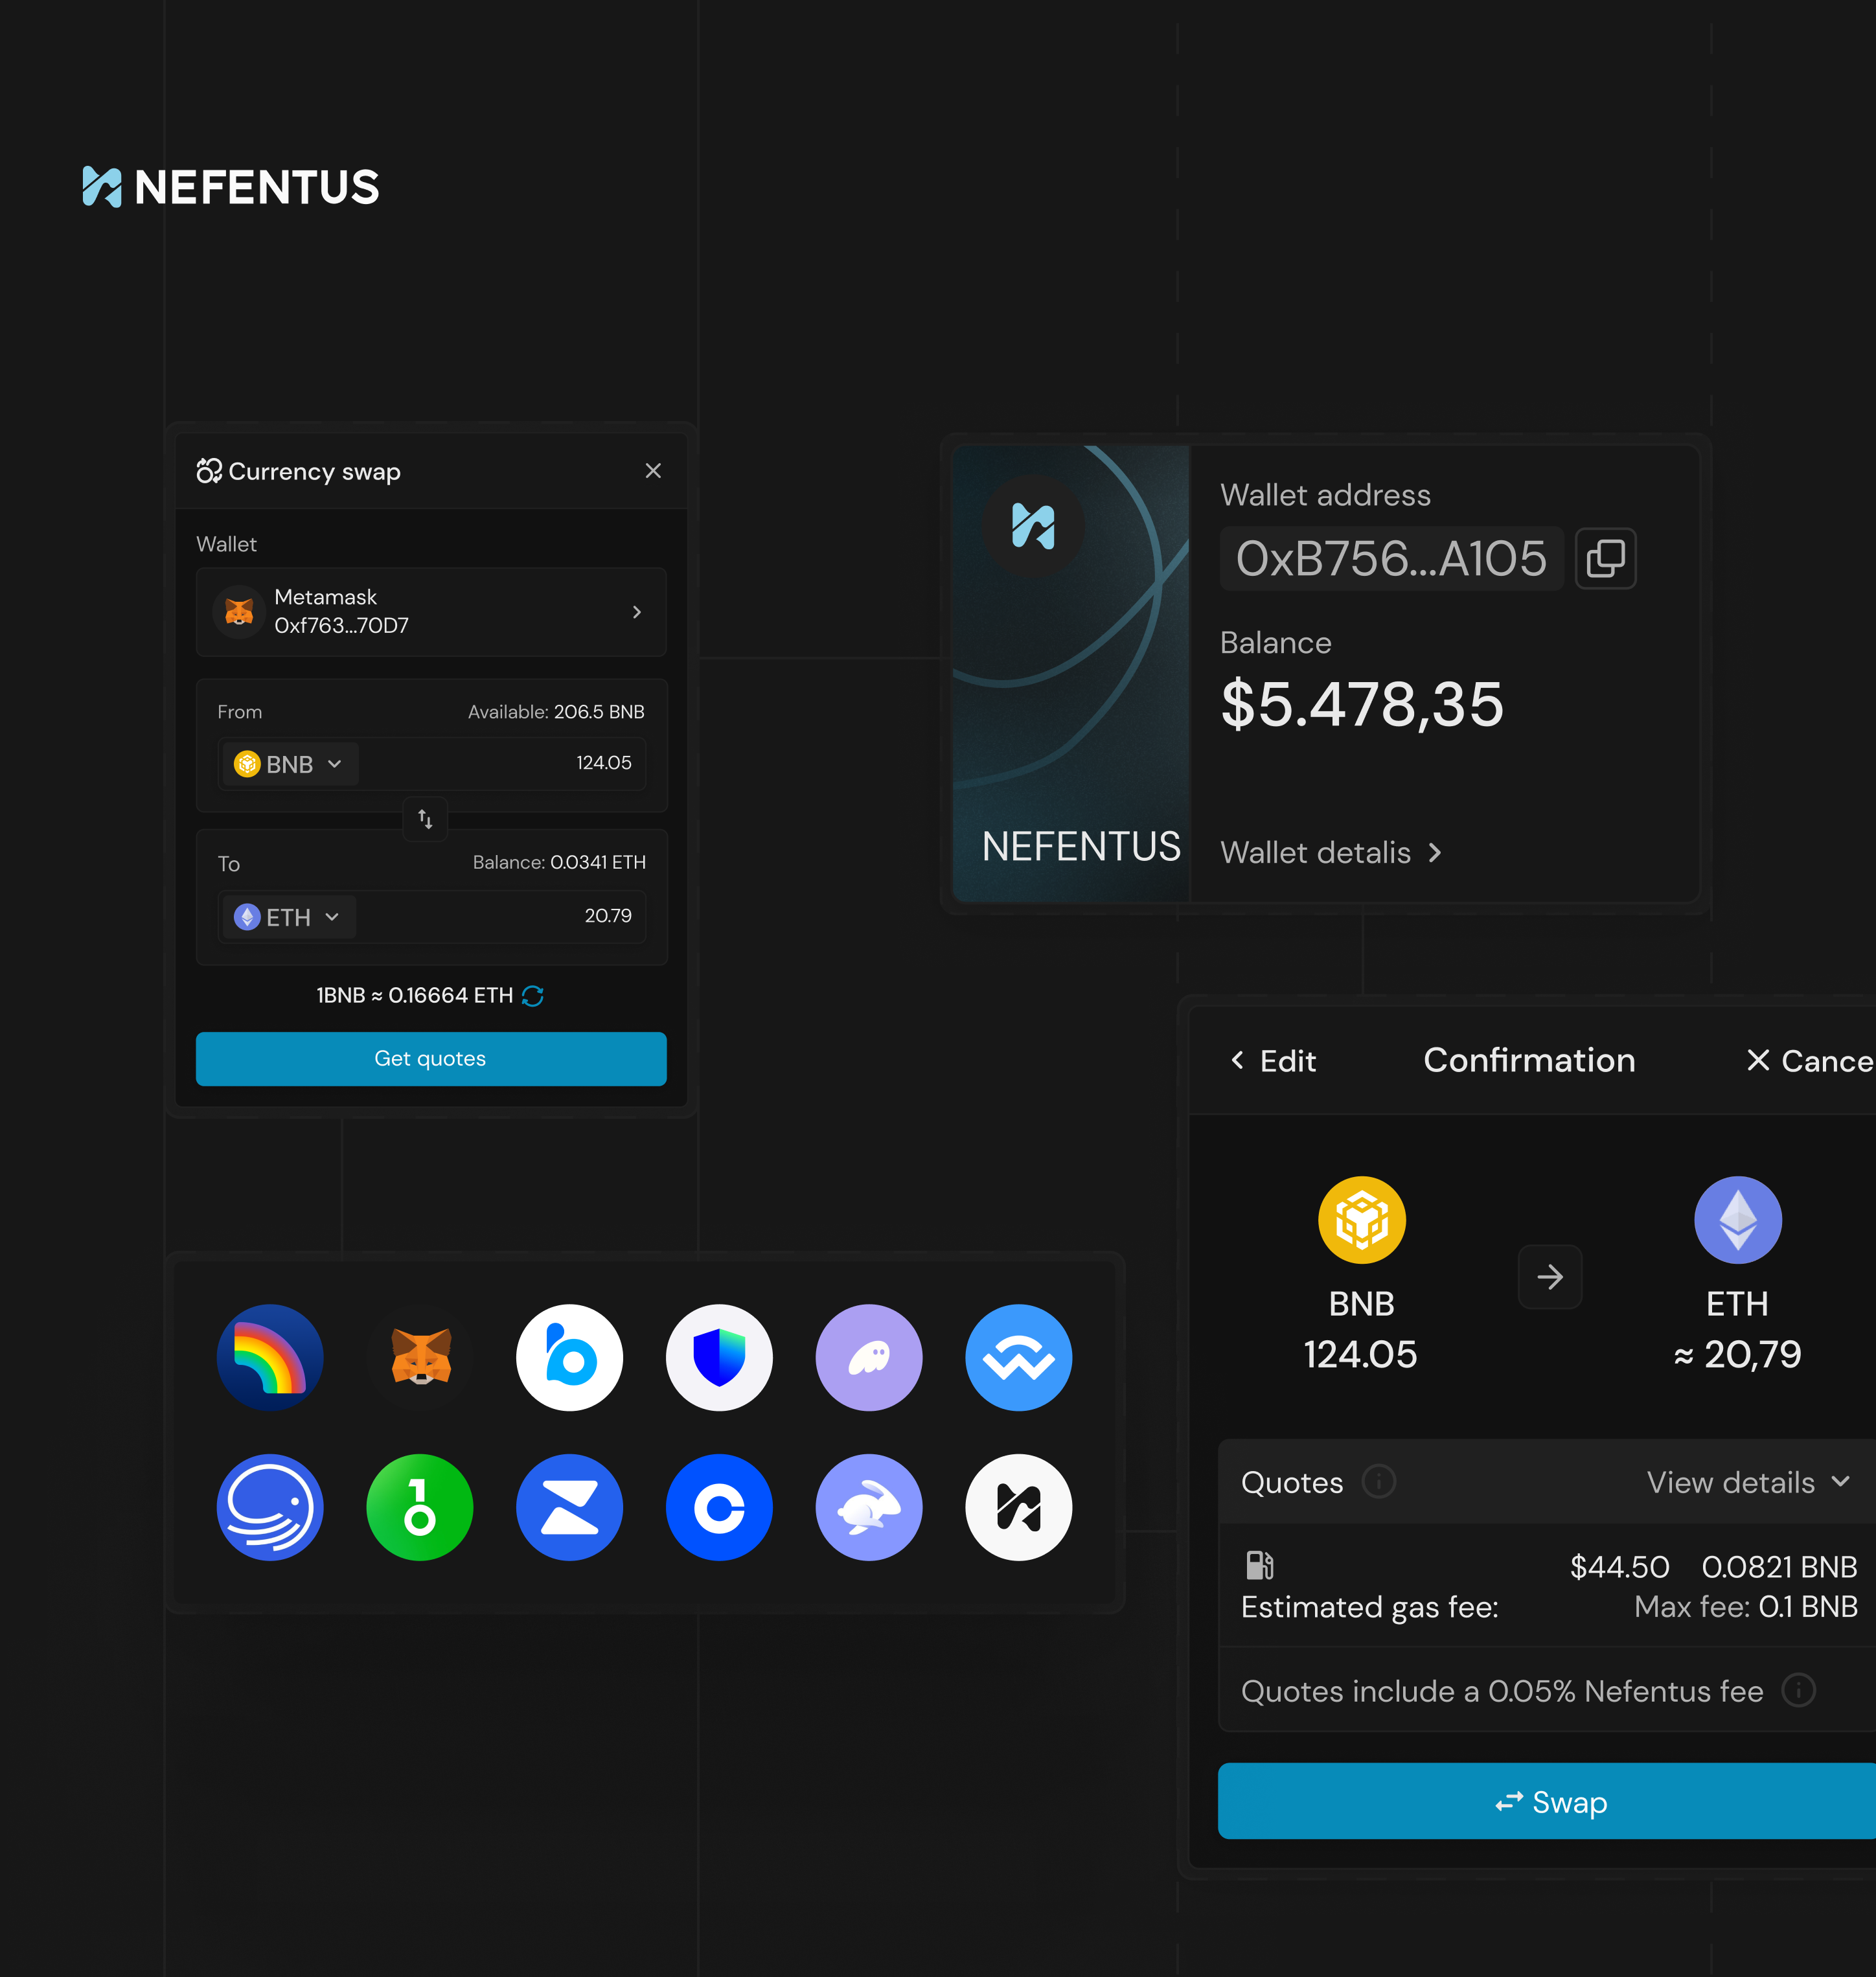 NEFENTUS
Currency swap
Wallet
Metamask
0xf763...70D7
From
Available: 206.5 BNB
BNB
124.05
To
Balance: 0.0341 ETH
ETH
20.79
1BNB ≈ 0.16664 ETH
Get quotes
NEFENTUS
Wallet address
0xB756...A105
Balance
$5.478,35
Wallet detalis
Edit
Confirmation
Cance
BNB
124.05
ETH
≈ 20,79
Quotes
View details
$44.50 0.0821 BNB
Estimated gas fee:
Max fee: 0.1 BNB
Quotes include a 0.05% Nefentus fee
Swap